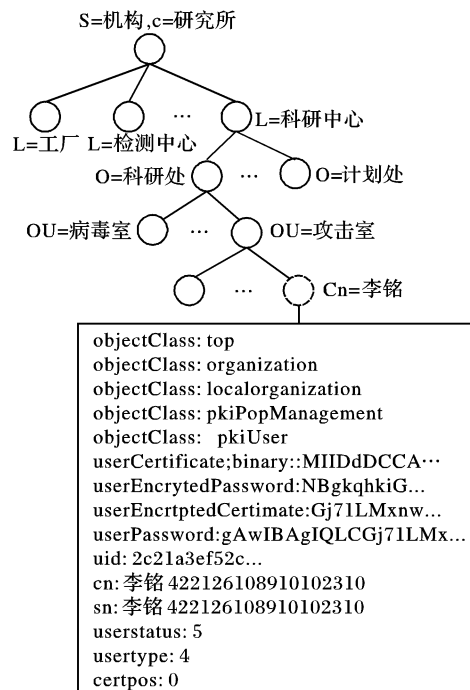 S=机构,c=研究所
L=工厂 L=检测中心 … L=科研中心
O=科研处 … O=计划处
OU=病毒室 … OU=攻击室
… Cn=李铭
objectClass: top
objectClass: organization
objectClass: localorganization
objectClass: pkiPopManagement
objectClass: pkiUser
userCertificate;binary::MIIDdDCCA…
userEncrytedPassword:NBgkqhkiG...
userEncrtptedCertimate:Gj71LMxnw...
userPassword:gAwIBAgIQLCGj71LMx...
uid: 2c21a3ef52c...
cn: 李铭 422126108910102310
sn: 李铭 422126108910102310
userstatus: 5
usertype: 4
certpos: 0